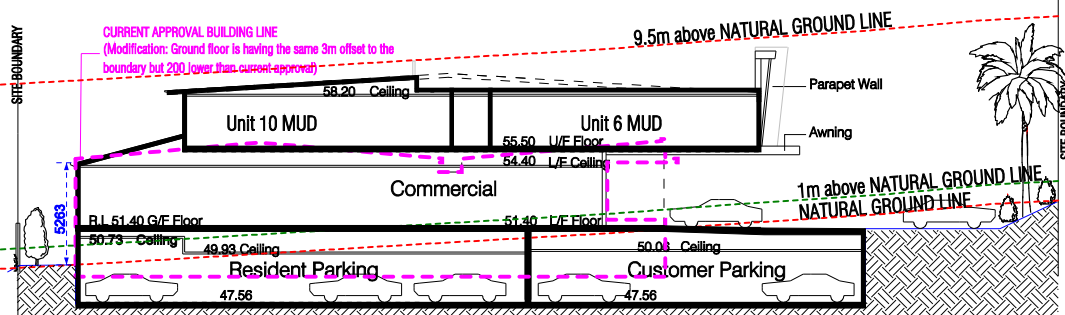 CURRENT APPROVAL BUILDING LINE
(Modification: Ground floor is having the same 3m offset to the
boundary but 200 lower than current approval)
9.5m above NATURAL GROUND LINE
SITE BOUNDARY
58.20 Ceiling
Parapet Wall
Unit 10 MUD
Unit 6 MUD
Awning
55.50 U/F Floor
54.40 L/F Ceiling
SITE BOUNDARY
Commercial
1m above NATURAL GROUND LINE
NATURAL GROUND LINE
5263
R.L 51.40 G/F Floor
51.40 L/F Floor
50.73 Ceiling
49.93 Ceiling
50.06 Ceiling
Resident Parking
Customer Parking
47.56
47.56